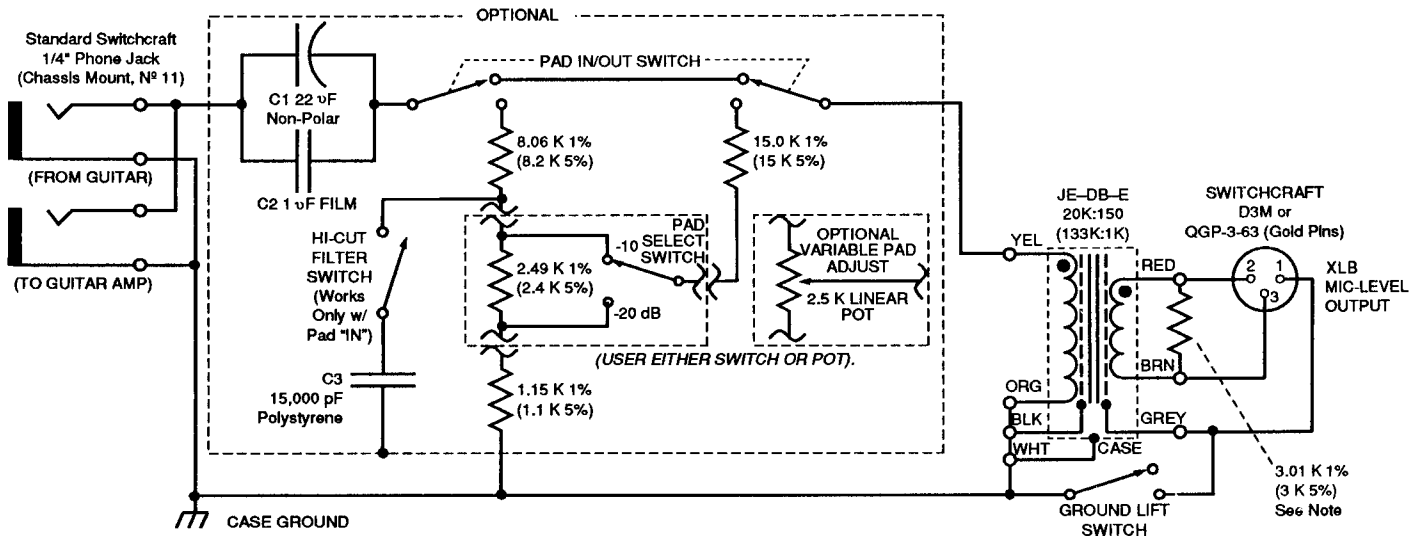 OPTIONAL
Standard Switchcraft
1/4" Phone Jack
(Chassis Mount, Nº 11)
PAD IN/OUT SWITCH
C1 22 υF
Non-Polar
8.06 K 1%
(8.2 K 5%)
15.0 K 1%
(15 K 5%)
(FROM GUITAR)
C2 1 υF FILM
JE–DB–E
20K:150
(133K:1K)
SWITCHCRAFT
D3M or
QGP-3-63 (Gold Pins)
HI-CUT
FILTER
SWITCH
(Works
Only w/
Pad "IN")
-10
PAD
SELECT
SWITCH
OPTIONAL
VARIABLE PAD
ADJUST
YEL
RED
2
1
3
XLB
MIC-LEVEL
OUTPUT
(TO GUITAR AMP)
2.49 K 1%
(2.4 K 5%)
2.5 K LINEAR
POT
-20 dB
(USER EITHER SWITCH OR POT).
BRN
C3
15,000 pF
Polystyrene
1.15 K 1%
(1.1 K 5%)
ORG
BLK
GREY
WHT
CASE
3.01 K 1%
(3 K 5%)
See Note
CASE GROUND
GROUND LIFT
SWITCH